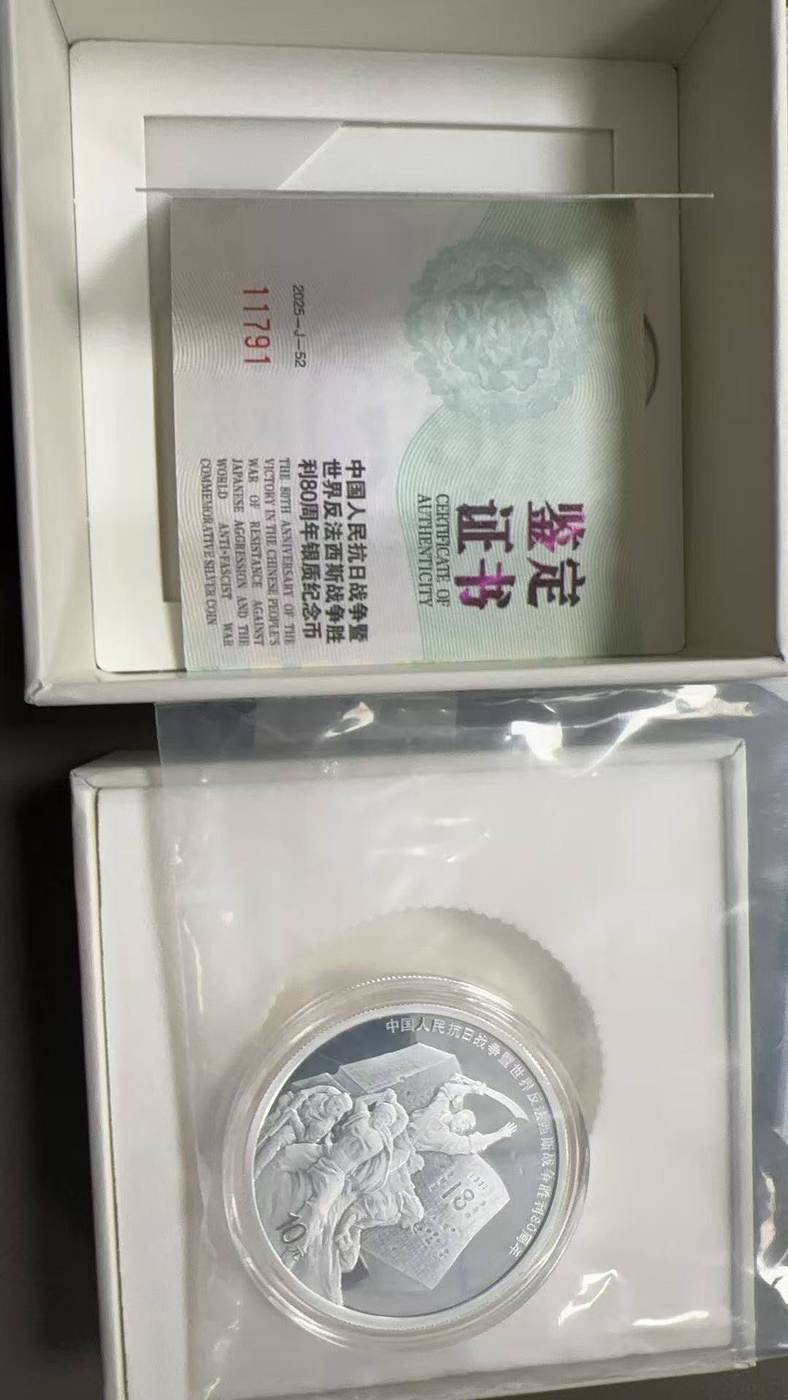 鉴定
证书
CERTIFICATE OF
AUTHENTICITY
中国人民抗日战争暨
世界反法西斯战争胜
利80周年银质纪念币
THE 80TH ANNIVERSARY OF THE
VICTORY IN THE CHINESE PEOPLE'S
WAR OF RESISTANCE AGAINST
JAPANESE AGGRESSION AND THE
WORLD ANTI-FASCIST WAR
COMMEMORATIVE SILVER COIN
2025-J-52
11791
中国人民抗日战争暨世界反法西斯战争胜利80周年
18
10元